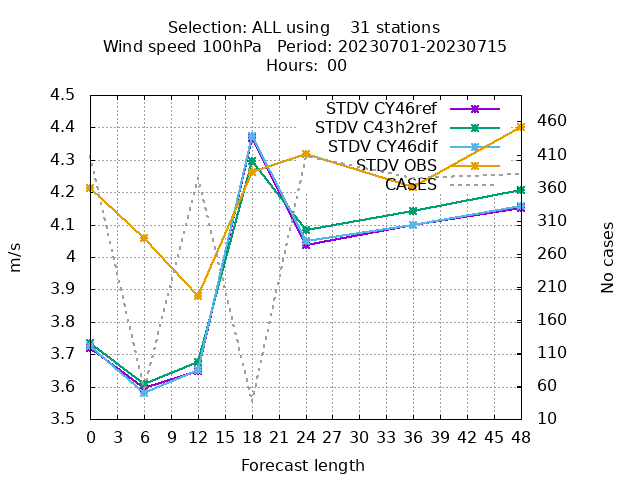 Selection: ALL using    31 stations
Wind speed 100hPa   Period: 20230701-20230715
Hours:  00
STDV CY46ref
STDV C43h2ref
STDV CY46dif
STDV OBS
CASES
4.5
4.4
4.3
4.2
4.1
4
3.9
3.8
3.7
3.6
3.5
460
410
360
310
260
210
160
110
60
10
m/s
No cases
0 3 6 9 12 15 18 21 24 27 30 33 36 39 42 45 48
Forecast length